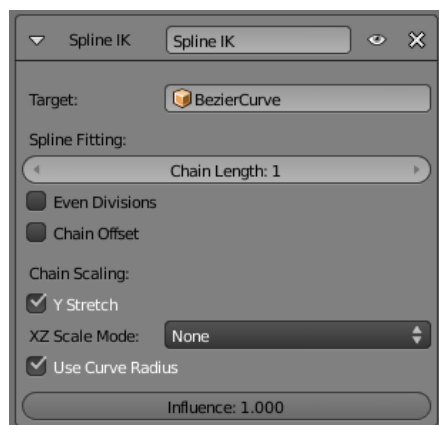 Spline IK Spline IK
Target: BezierCurve
Spline Fitting:
Chain Length: 1
Even Divisions
Chain Offset
Chain Scaling:
Y Stretch
XZ Scale Mode: None
Use Curve Radius
Influence: 1.000